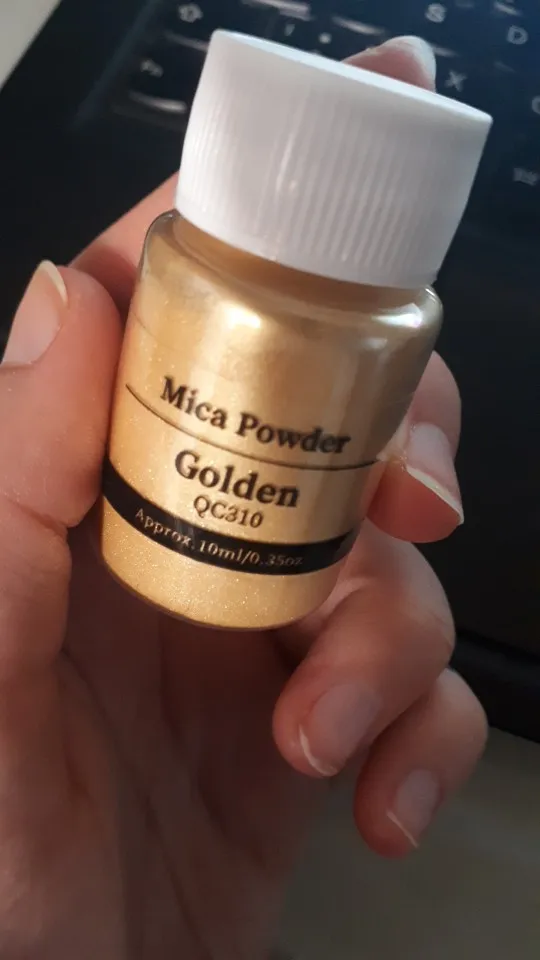 S
D
X
Mica Powder
Golden
QC310
Approx. 10ml/0.35oz